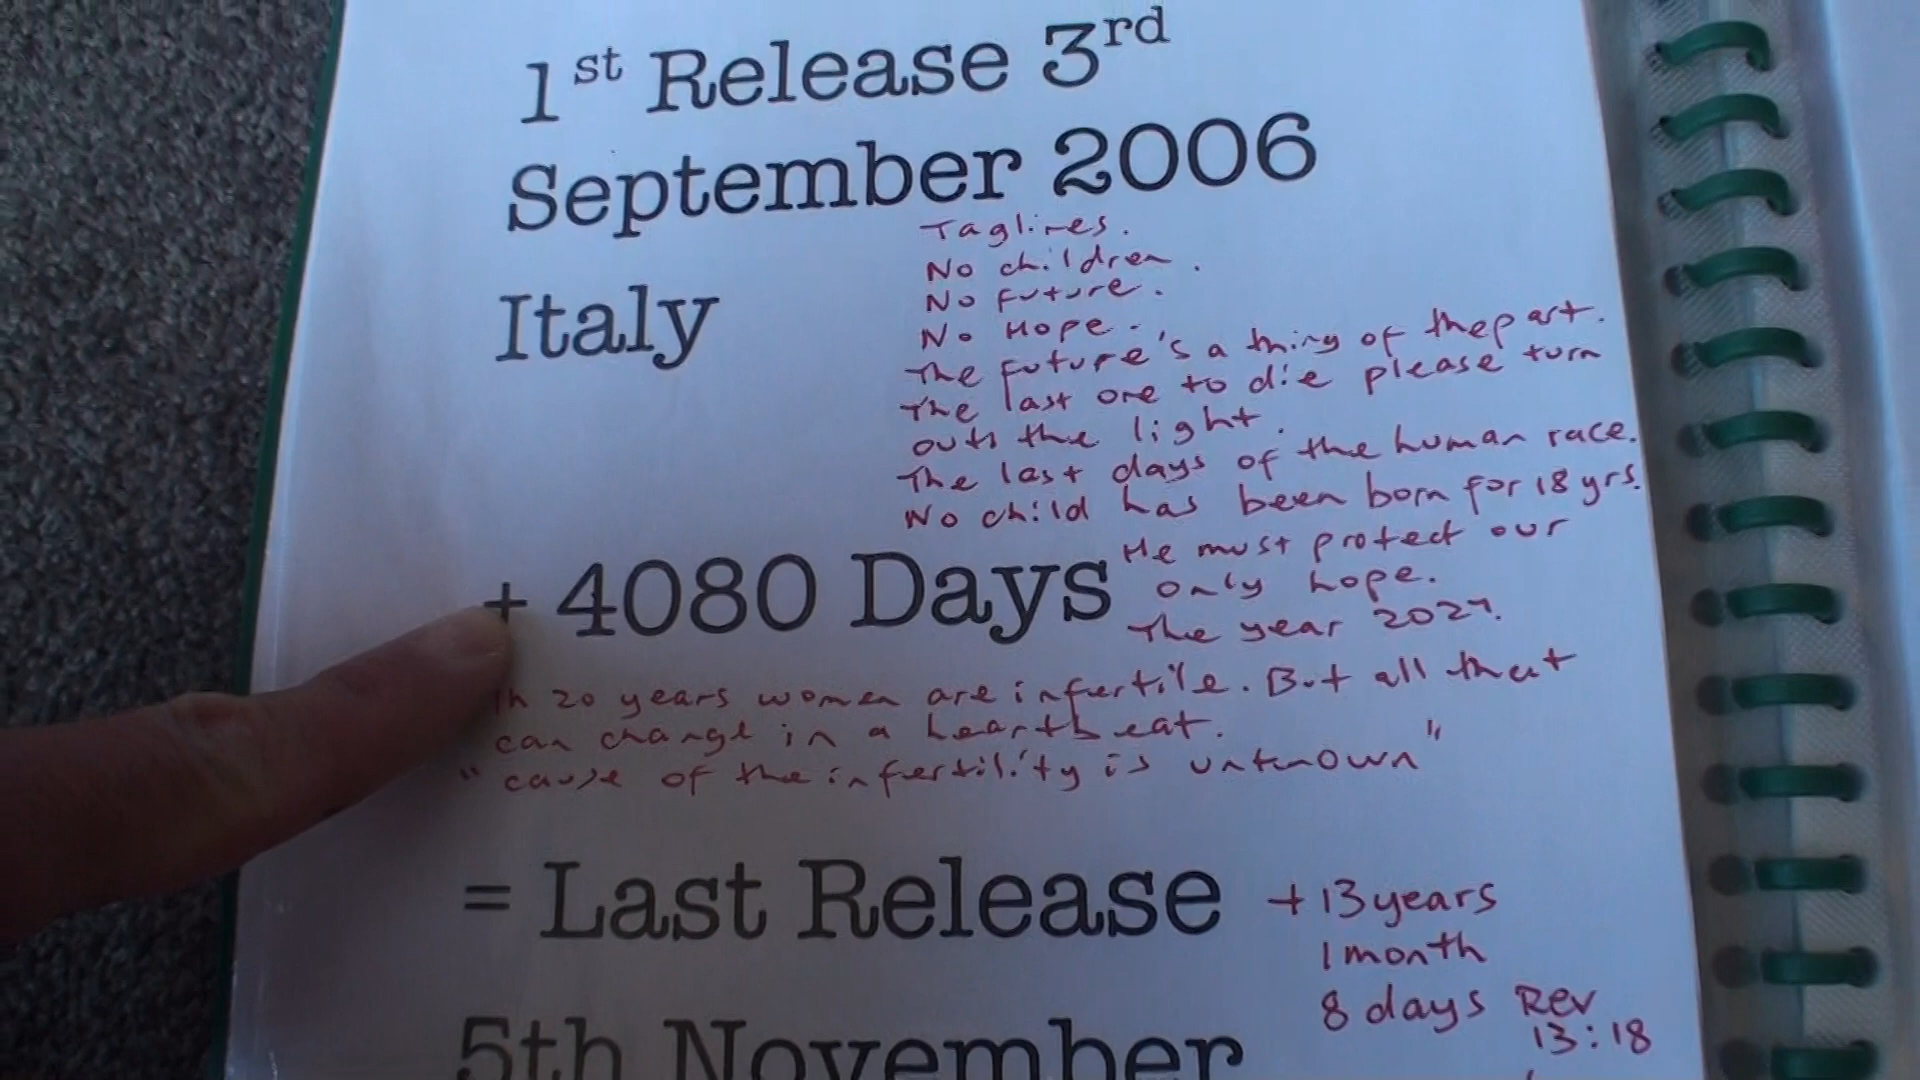 1st Release 3rd
September 2006
Italy
Taglines.
No children.
No future.
No Hope.
The future's a thing of the past.
The last one to die please turn
out the light.
The last days of the human race.
No child has been born for 18 yrs.
He must protect our
only hope.
The year 2027.
+ 4080 Days
In 20 years women are infertile. But all that
can change in a heartbeat.
"cause of the infertility is unknown"
= Last Release
+ 13 years
1 month
8 days Rev
13:18
5th November